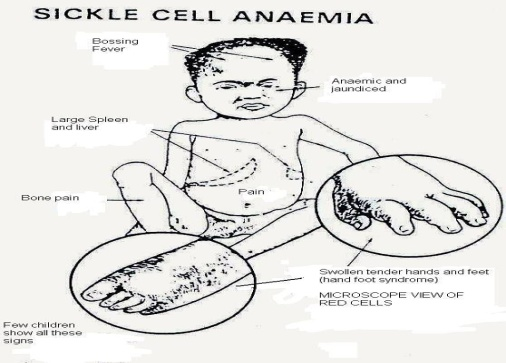 SICKLE CELL ANAEMIA
Bossing
Fever
Anaemic and
jaundiced
Large Spleen
and liver
Pain
Bone pain
Swollen tender hands and feet
(hand foot syndrome)
MICROSCOPE VIEW OF
RED CELLS
Few children
show all these
signs